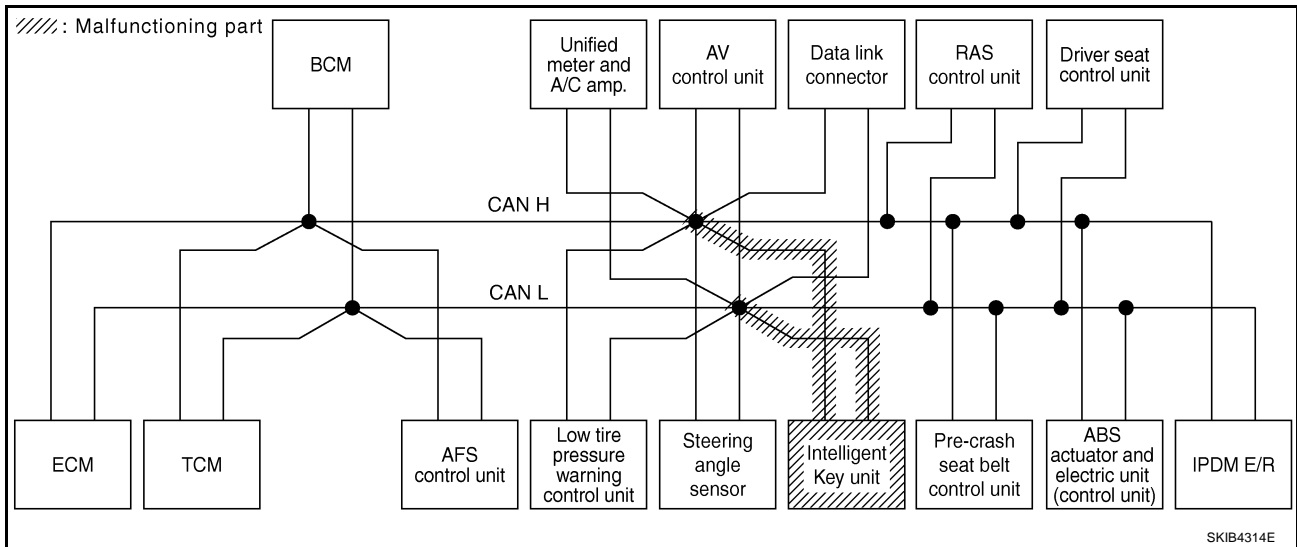 : Malfunctioning part
BCM
Unified
meter and
A/C amp.
AV
control unit
Data link
connector
RAS
control unit
Driver seat
control unit
CAN H
CAN L
ECM
TCM
AFS
control unit
Low tire
pressure
warning
control unit
Steering
angle
sensor
Intelligent
Key unit
Pre-crash
seat belt
control unit
ABS
actuator and
electric unit
(control unit)
IPDM E/R
SKIB4314E